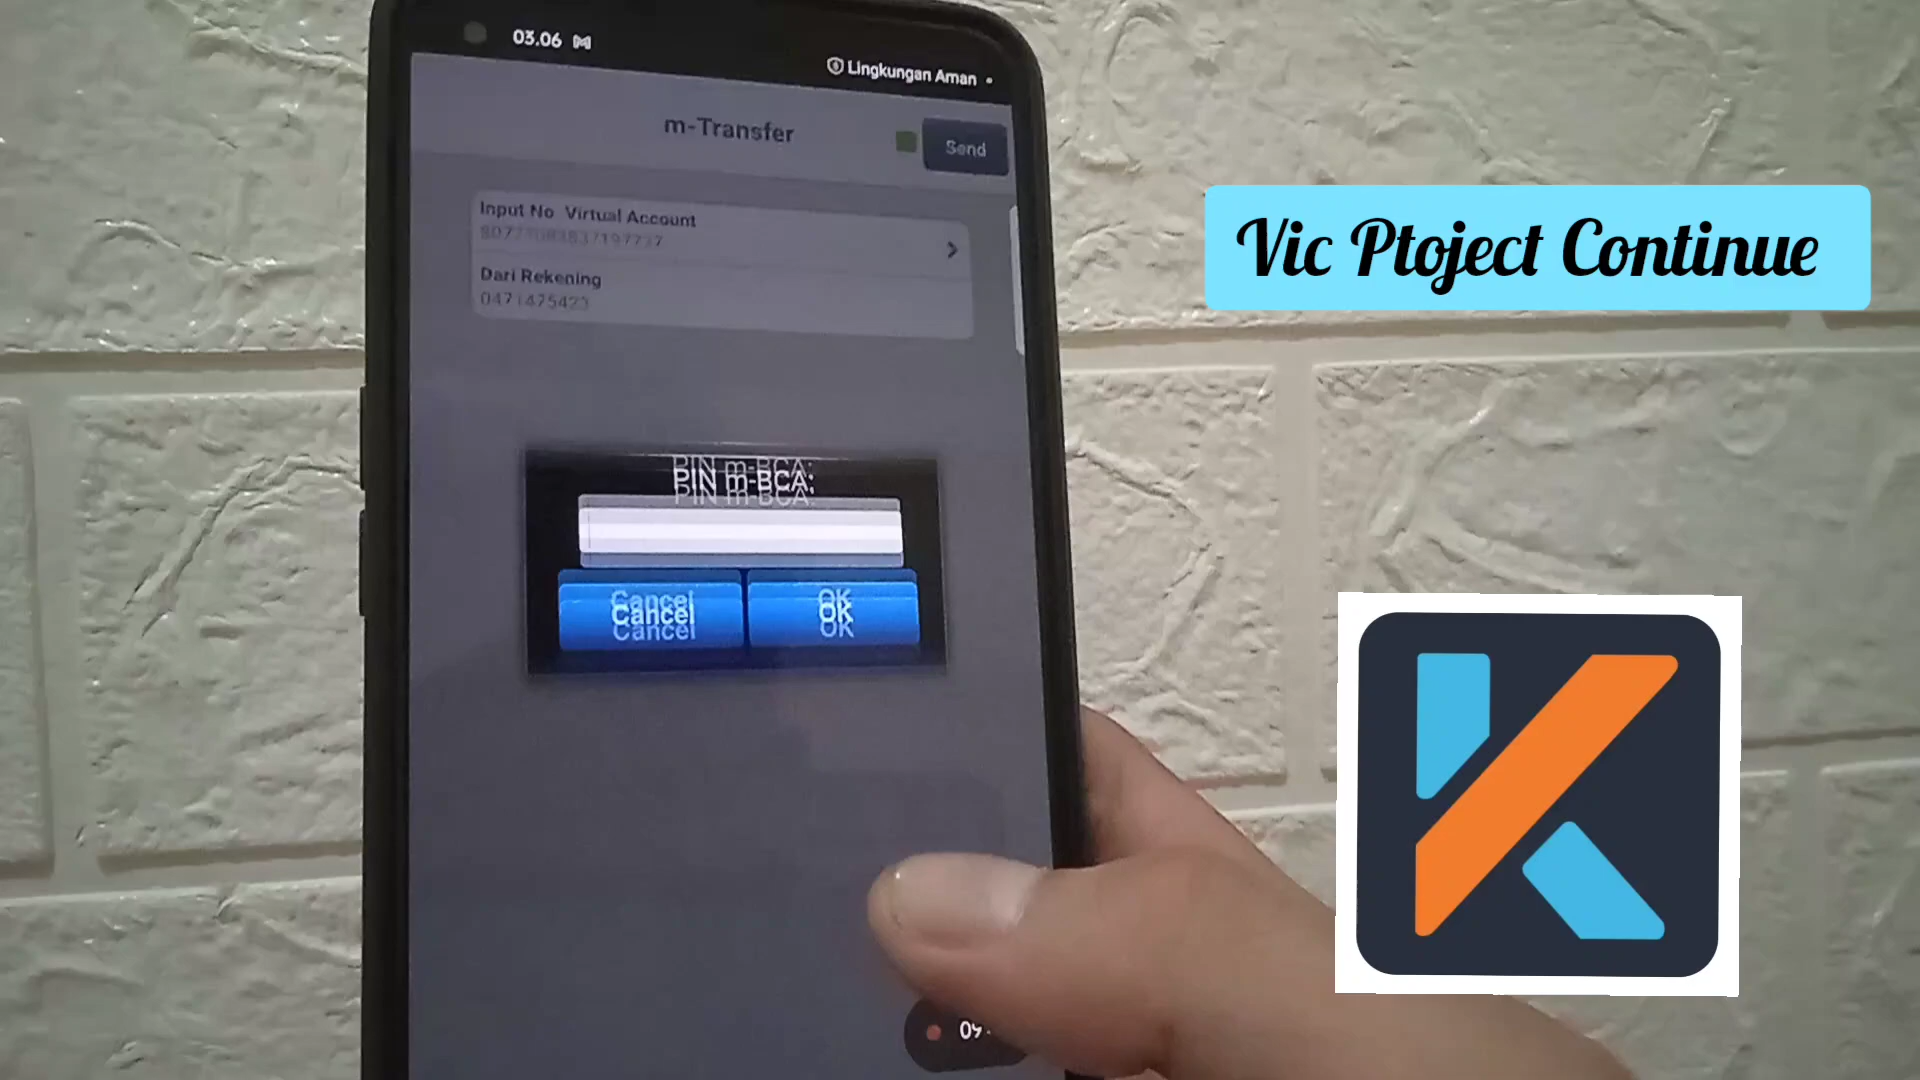 03.06
Lingkungan Aman
m-Transfer
Send
Input No. Virtual Account
Dari Rekening
PIN m-BCA:
Cancel
OK
Vic Ptoject Continue